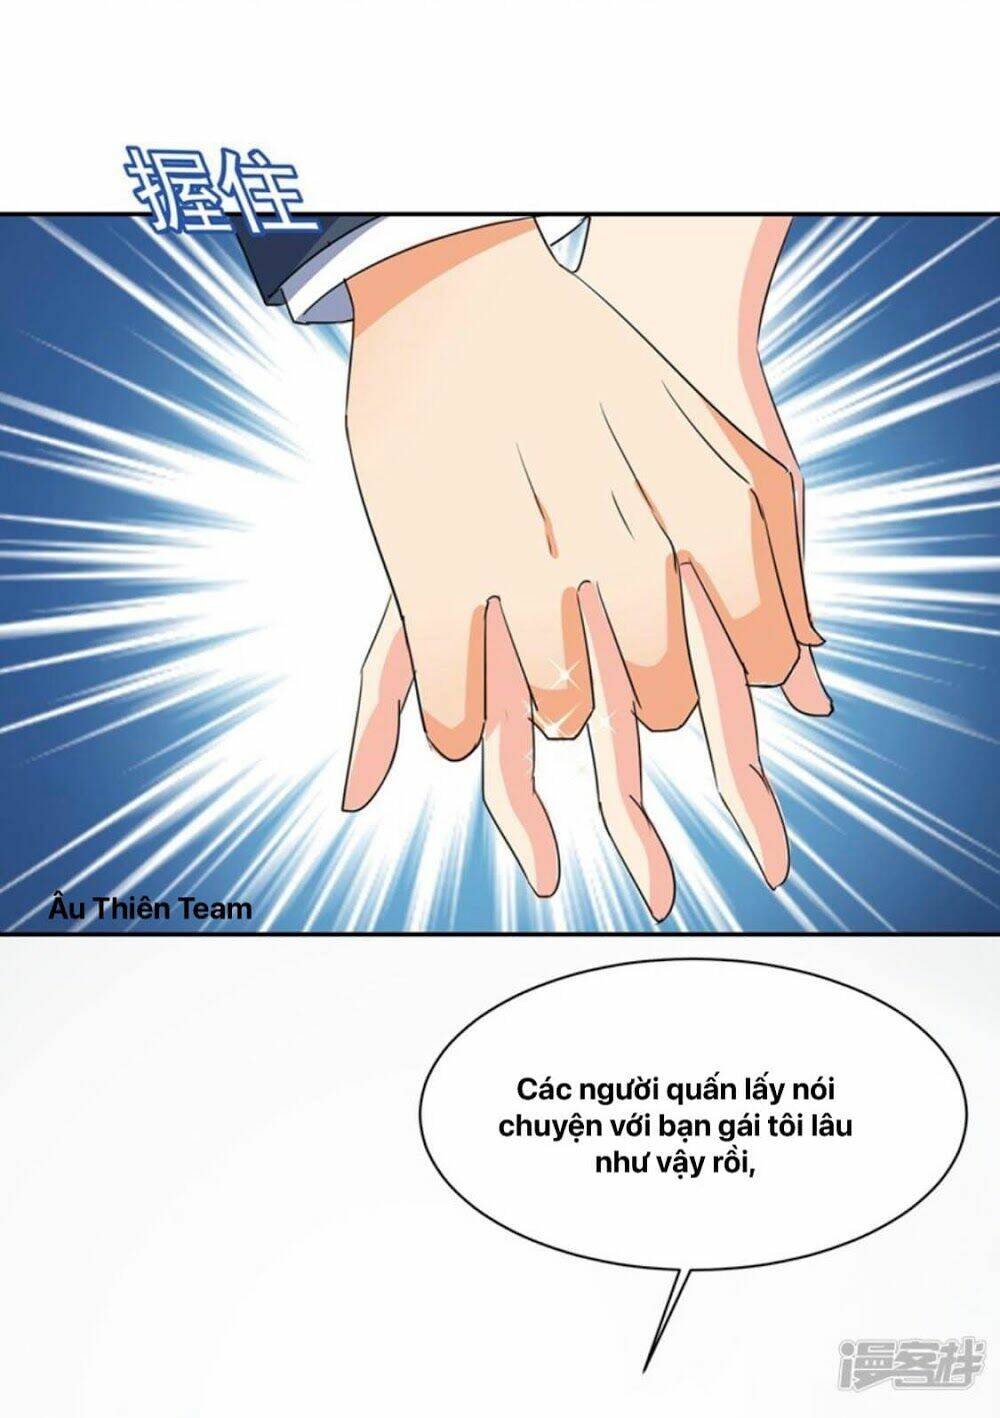 握住
Âu Thiên Team
Các người quấn lấy nói
chuyện với bạn gái tôi lâu
như vậy rồi,
漫客栈